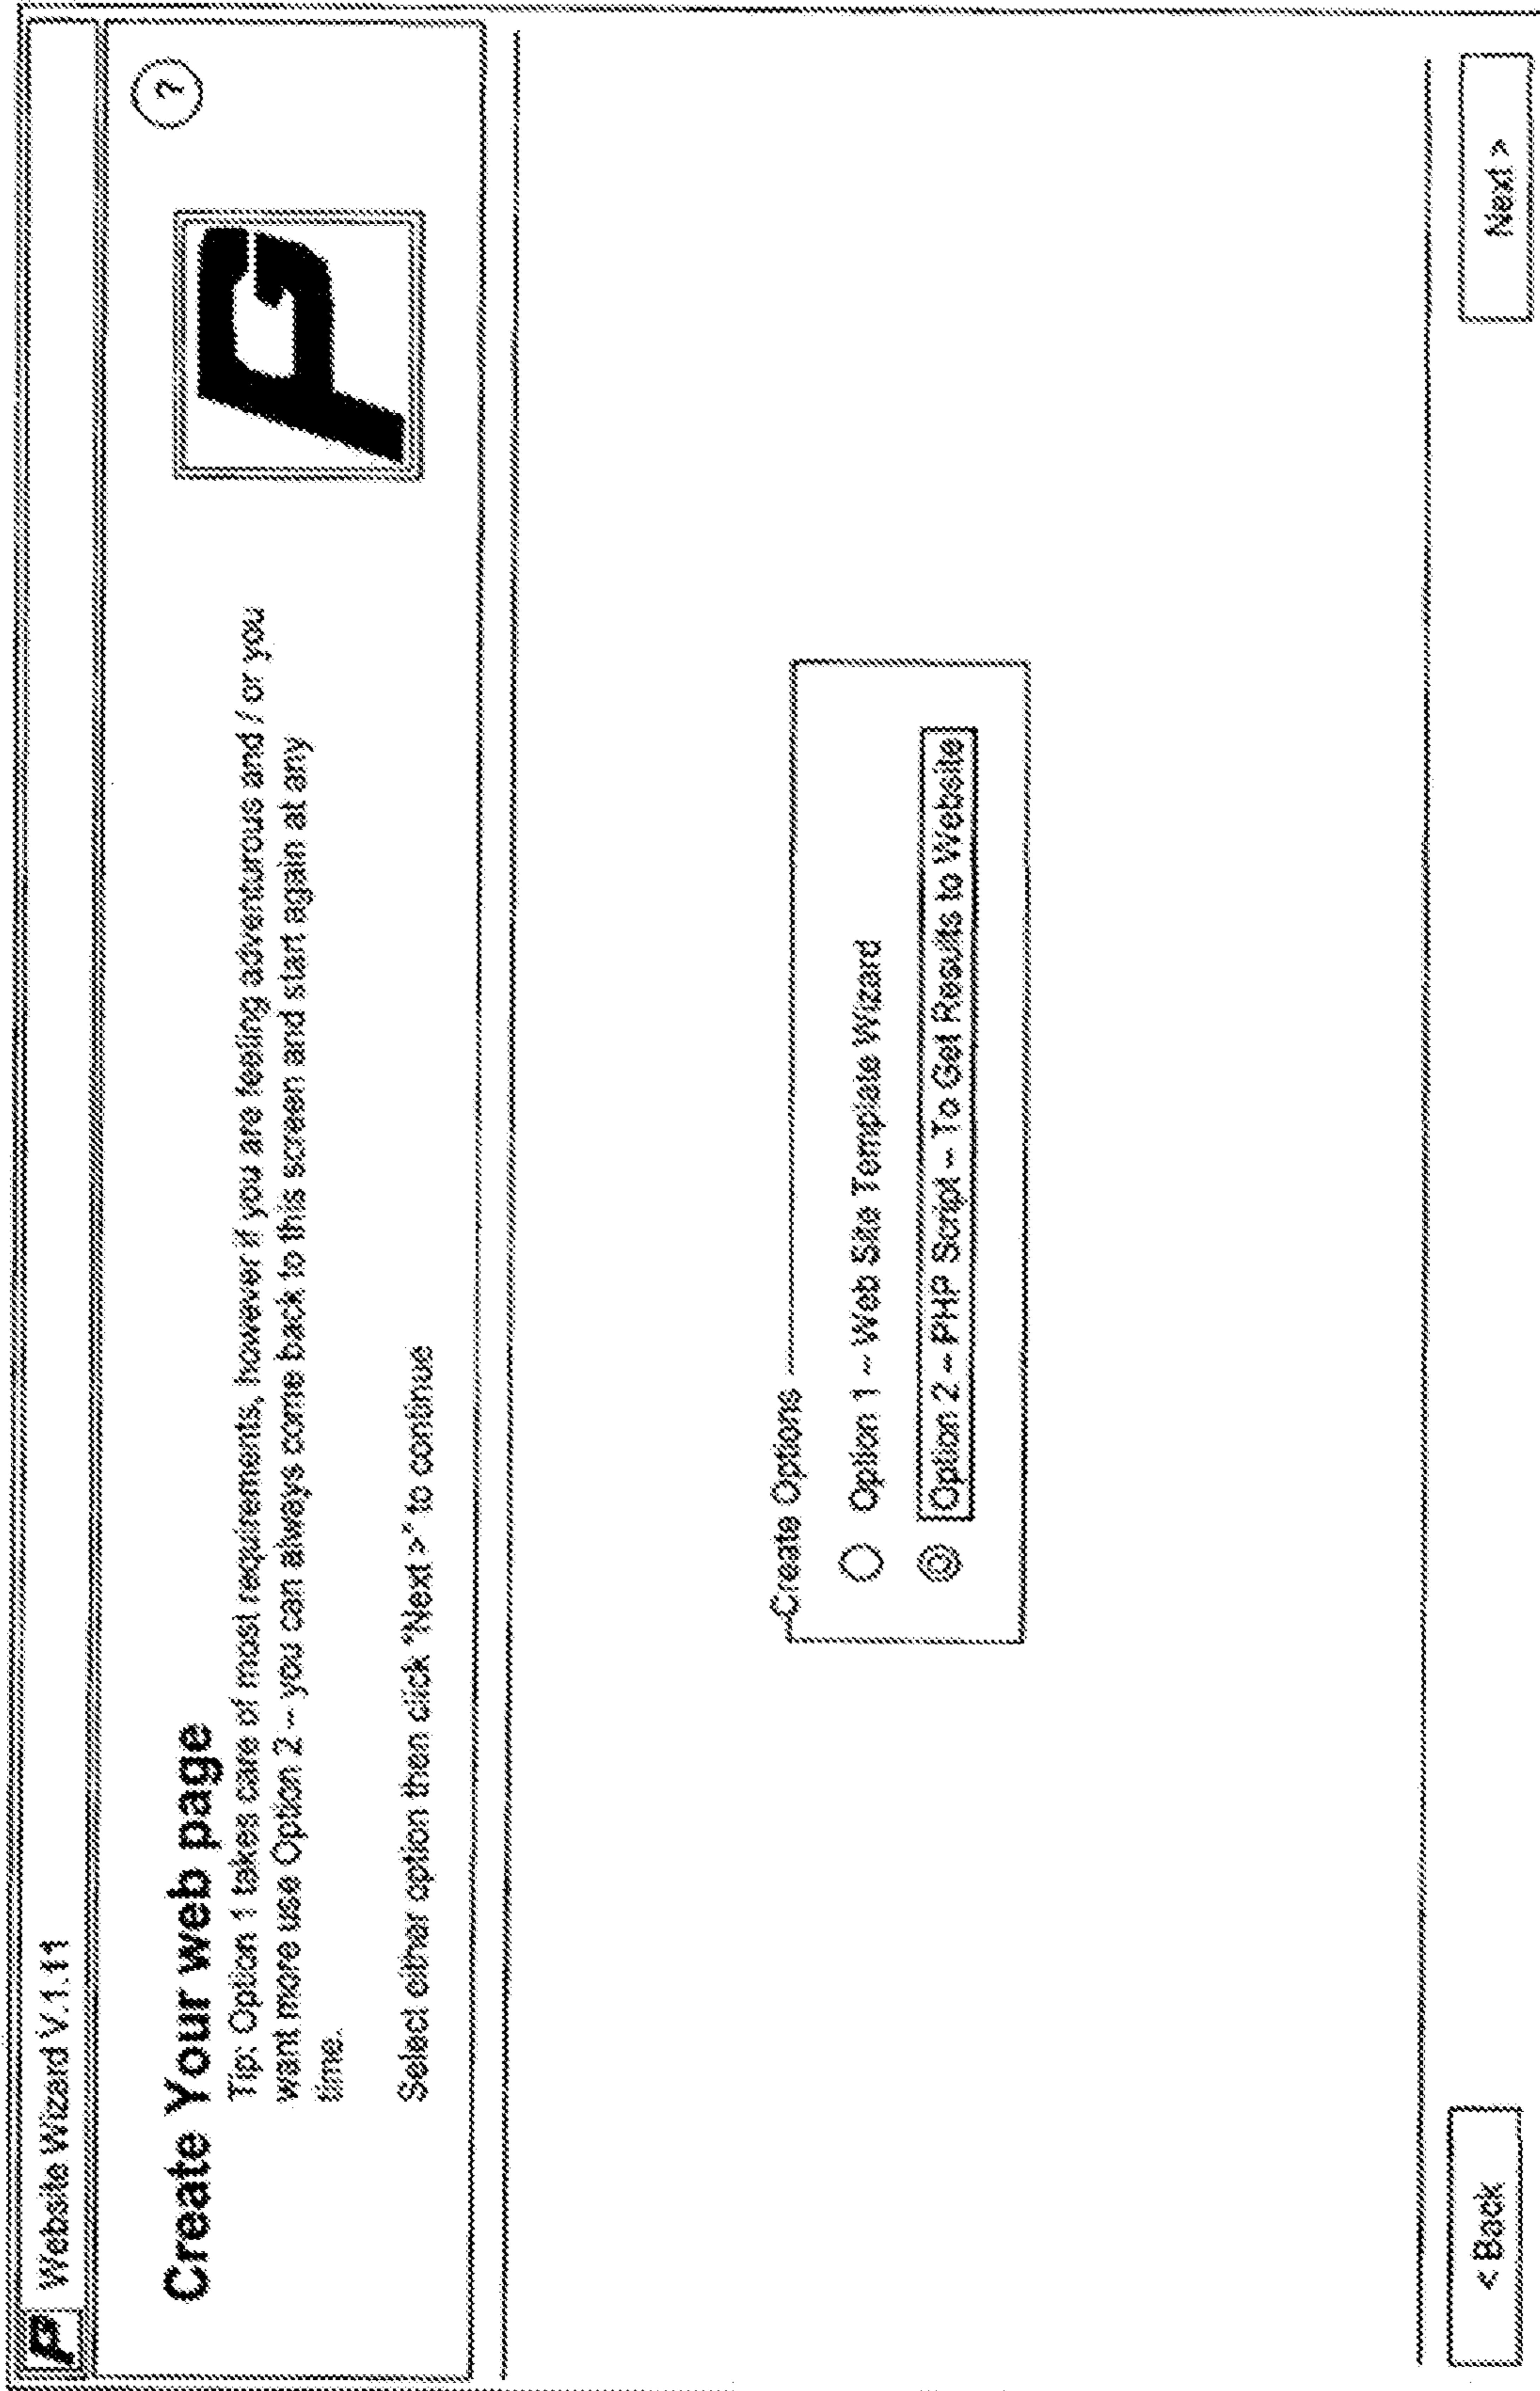 Website Wizard V.1.11
?
Create Your web page
Tip: Option 1 takes care of most requirements, however if you are feeling adventurous and / or you
want more use Option 2 -- you can always come back to this screen and start again at any
time.
Select either option then click "Next >" to continue
Create Options
Option 1 -- Web Site Template Wizard
Option 2 -- PHP Script -- To Get Results to Website
< Back
Next >